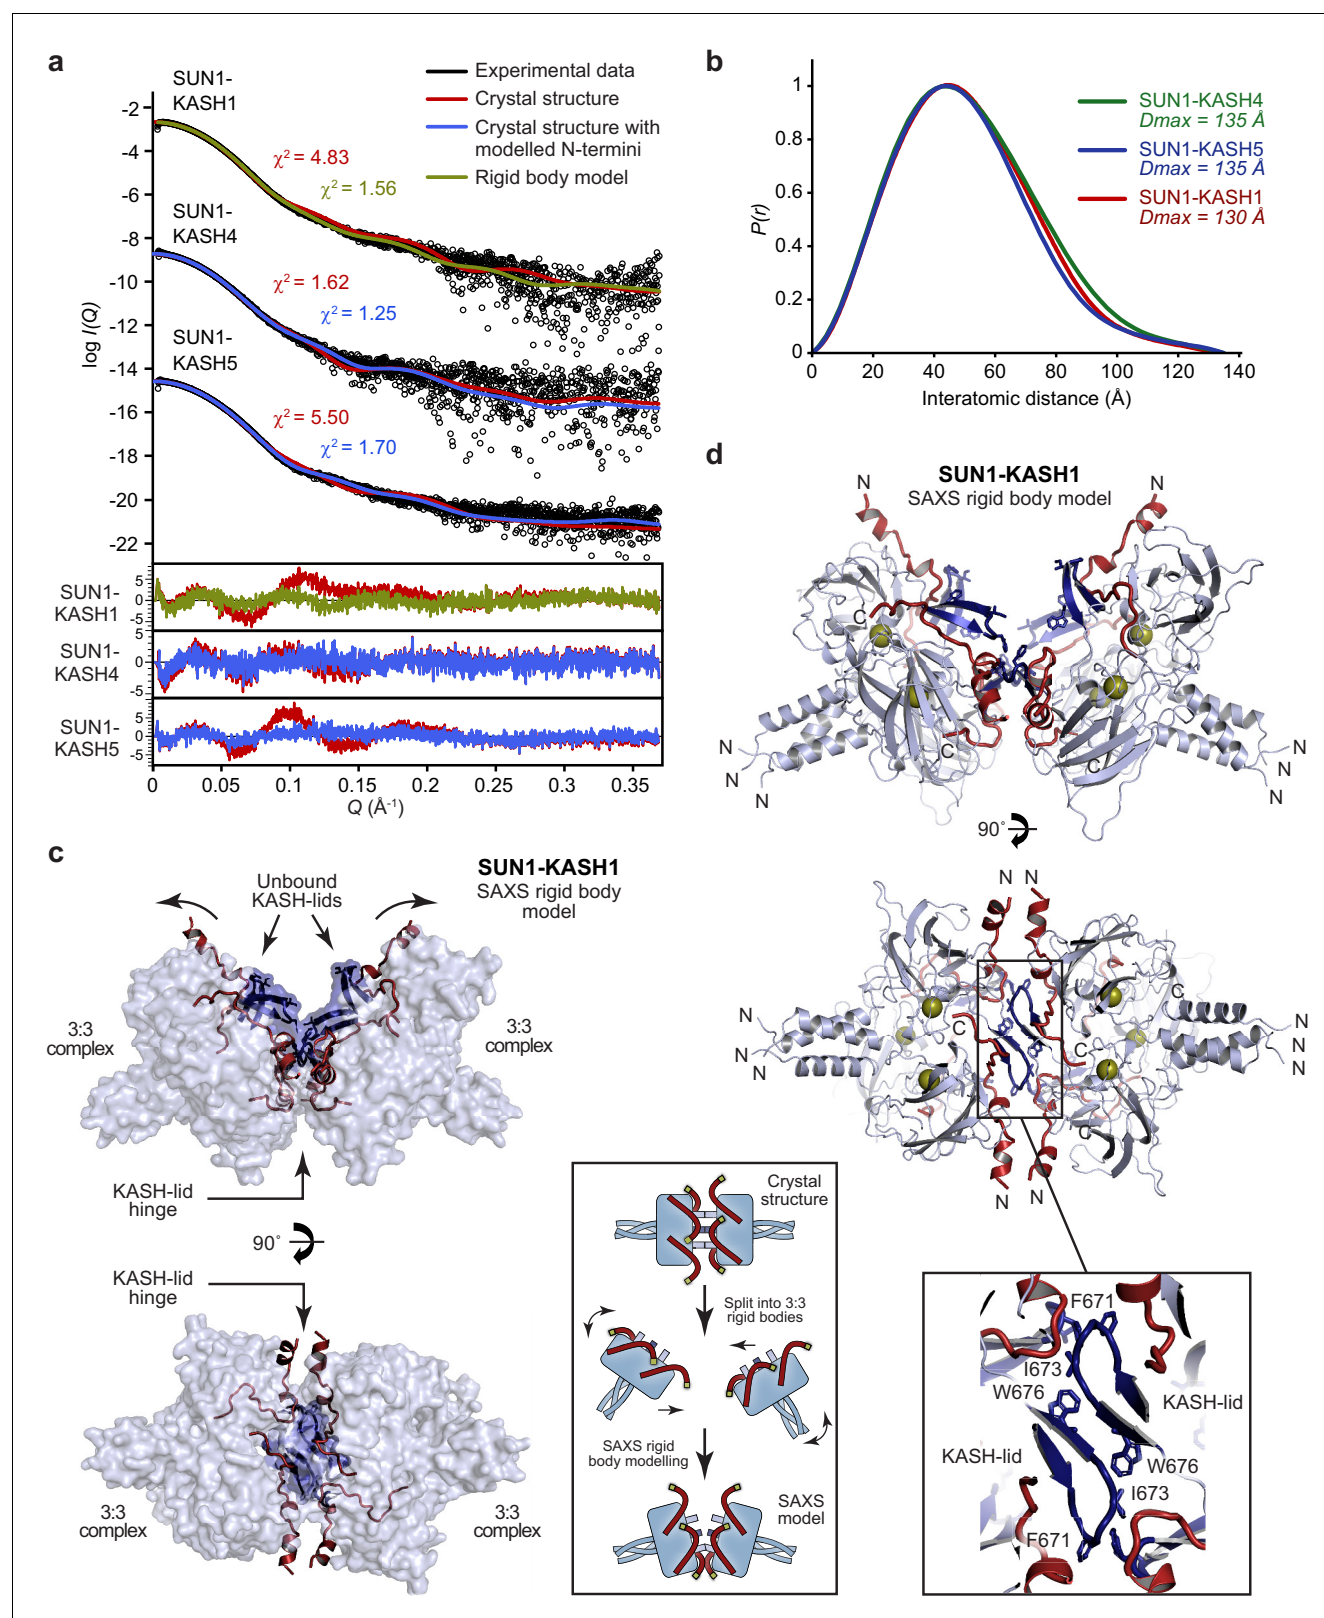 a
SUN1-
KASH1
Experimental data
Crystal structure
Crystal structure with
modelled N-termini
Rigid body model
χ² = 4.83
χ² = 1.56
SUN1-
KASH4
χ² = 1.62
χ² = 1.25
SUN1-
KASH5
χ² = 5.50
χ² = 1.70
log I(Q)
-2
-4
-6
-8
-10
-12
-14
-16
-18
-20
-22
SUN1-
KASH1
5
0
-5
SUN1-
KASH4
5
0
-5
SUN1-
KASH5
5
0
-5
0 0.05 0.1 0.15 0.2 0.25 0.3 0.35
Q (Å⁻¹)
b
P(r)
1
0.8
0.6
0.4
0.2
0
0 20 40 60 80 100 120 140
Interatomic distance (Å)
SUN1-KASH4
Dmax = 135 Å
SUN1-KASH5
Dmax = 135 Å
SUN1-KASH1
Dmax = 130 Å
c
SUN1-KASH1
SAXS rigid body
model
Unbound
KASH-lids
3:3
complex
3:3
complex
KASH-lid
hinge
90°
KASH-lid
hinge
3:3
complex
3:3
complex
Crystal
structure
Split into 3:3
rigid bodies
SAXS rigid
body modelling
SAXS
model
d
SUN1-KASH1
SAXS rigid body model
N
N
C
C
C
N
N
N
N
N
N
90°
N N
C
C
C
N
N
N
N
N
N
N N
F671
I673
W676
KASH-lid
KASH-lid
W676
I673
F671